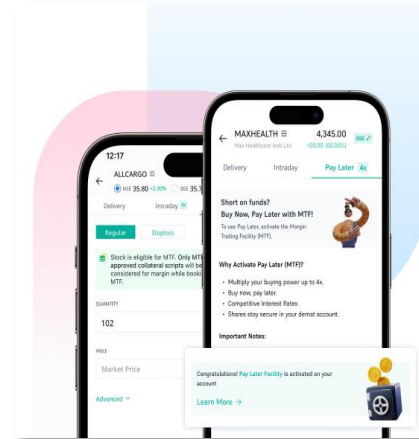 12:17
ALLCARGO
NSE 35.80 +2.90% BSE
Delivery Intraday
Regular Stoploss
Stock is eligible for MTF. Only
approved collateral scripts will be
considered for margin while
MTF.
QUANTITY
102
PRICE
Market Price
Advanced
MAXHEALTH 4,345.00 BSE
Max Healthcare Insti Ltd +00.00 (00.00%)
Delivery Intraday Pay Later 4x
Short on funds?
Buy Now, Pay Later with MTF!
To use Pay Later, activate the Margin
Trading Facility (MTF).
Why Activate Pay Later (MTF)?
• Multiply your buying power up to 4x.
• Buy now, pay later.
• Competitive Interest Rates
• Shares stay secure in your demat account.
Important Notes:
Congratulations! Pay Later Facility is activated on your
account
Learn More →